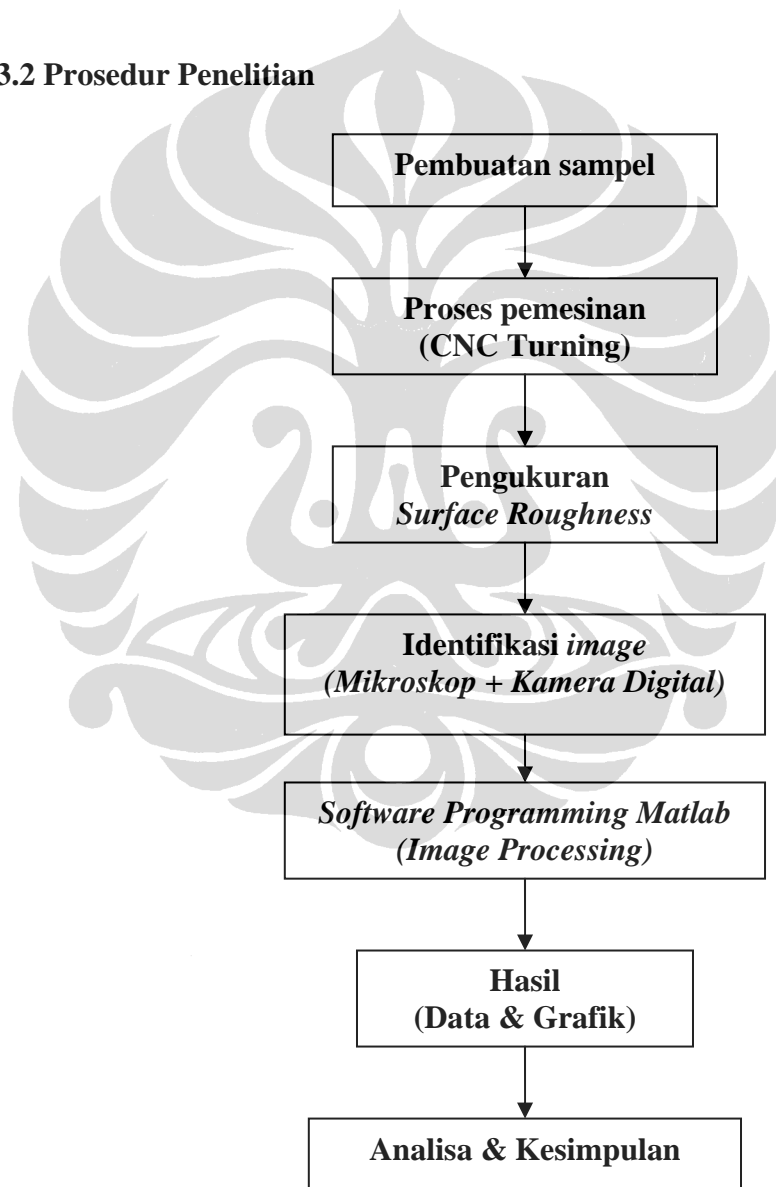 3.2 Prosedur Penelitian
Pembuatan sampel
Proses pemesinan
(CNC Turning)
Pengukuran
Surface Roughness
Identifikasi image
(Mikroskop + Kamera Digital)
Software Programming Matlab
(Image Processing)
Hasil
(Data & Grafik)
Analisa & Kesimpulan